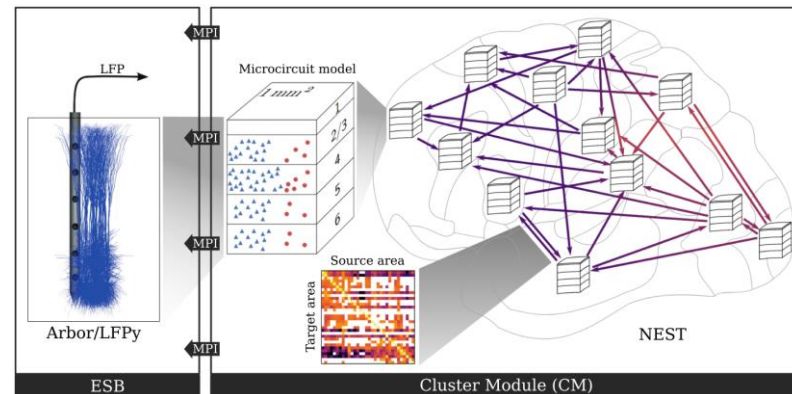 LFP
Arbor/LFPy
ESB
MPI
MPI
MPI
MPI
Microcircuit model
1 mm²
1
2/3
4
5
6
Source area
Target area
NEST
Cluster Module (CM)